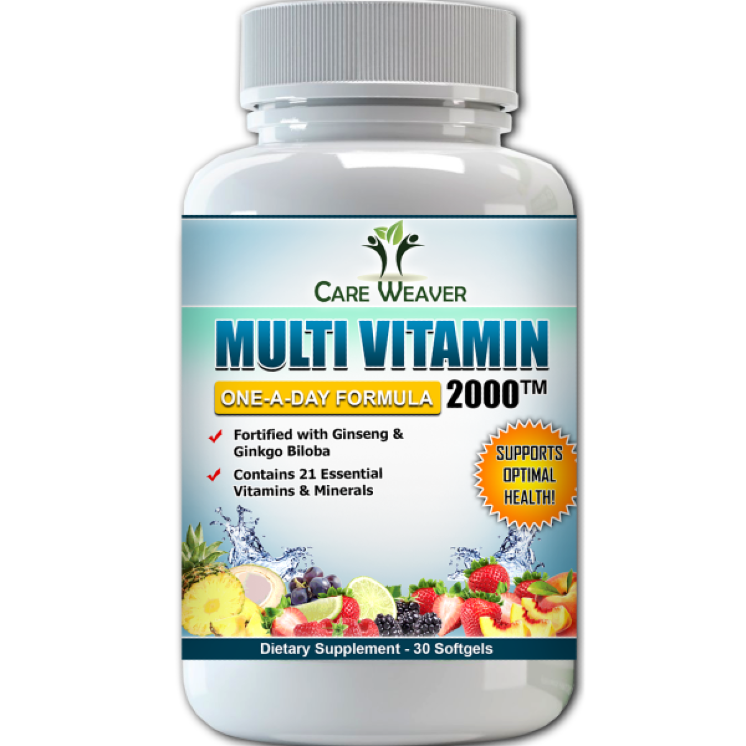 CARE WEAVER
MULTI VITAMIN
ONE-A-DAY FORMULA 2000™
Fortified with Ginseng &
Ginkgo Biloba
Contains 21 Essential
Vitamins & Minerals
SUPPORTS
OPTIMAL
HEALTH!
Dietary Supplement - 30 Softgels